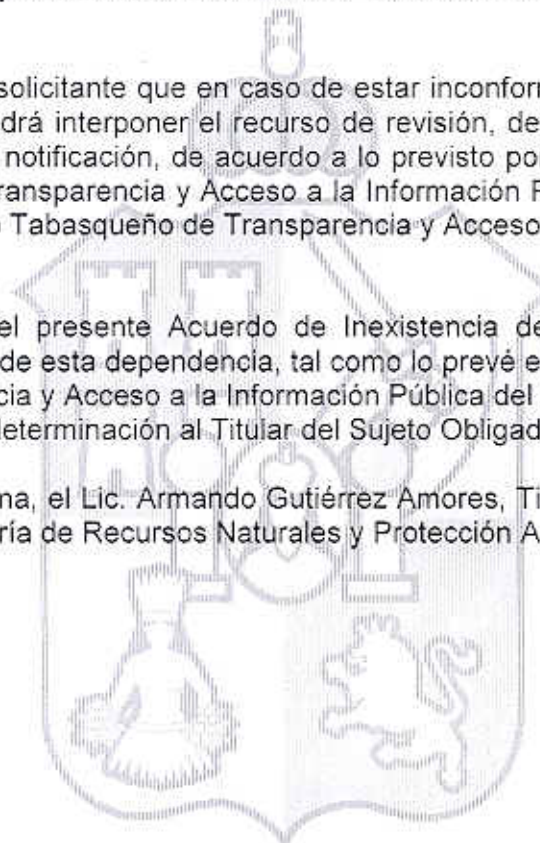 solicitante que en caso de estar inconfor
drá interponer el recurso de revisión, de
notificación, de acuerdo a lo previsto por
ransparencia y Acceso a la Información P
Tabasqueño de Transparencia y Acceso
el presente Acuerdo de Inexistencia de
de esta dependencia, tal como lo prevé e
cia y Acceso a la Información Pública del
determinación al Titular del Sujeto Obligad
ma, el Lic. Armando Gutiérrez Amores, Ti
ría de Recursos Naturales y Protección A